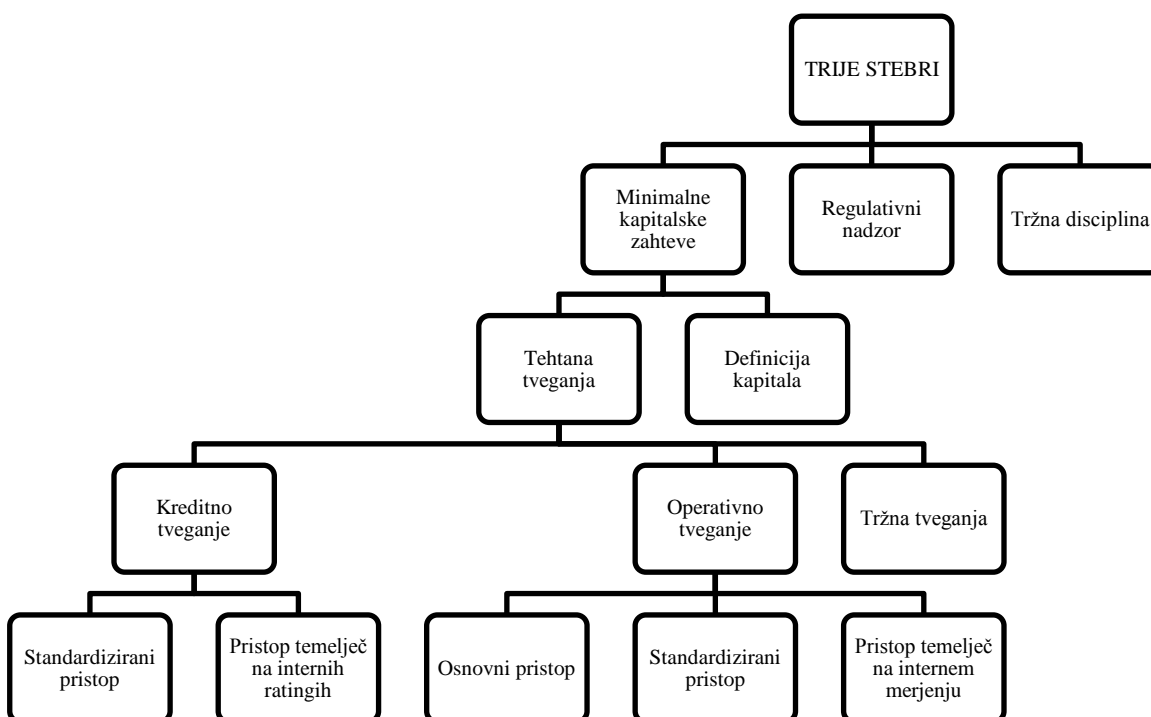 TRIJE STEBRI
Minimalne
kapitalske
zahteve
Regulativni
nadzor
Tržna disciplina
Tehtana
tveganja
Definicija
kapitala
Kreditno
tveganje
Operativno
tveganje
Tržna tveganja
Standardizirani
pristop
Pristop temelječ
na internih
ratingih
Osnovni pristop
Standardizirani
pristop
Pristop temelječ
na internem
merjenju